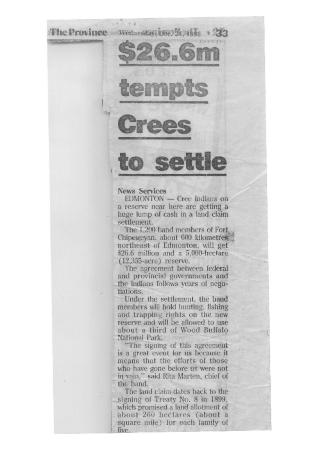 The Province
33
$26.6m
tempts
Crees
to settle
News Services
EDMONTON — Cree Indians on
a reserve near here are getting a
huge lump of cash in a land claim
settlement.
The 1,200 band members of Fort
Chipewyan, about 600 kilometres
northeast of Edmonton, will get
$26.6 million and a 5,000-hectare
(12,355-acre) reserve.
The agreement between federal
and provincial governments and
the Indians follows years of nego-
tiations.
Under the settlement, the band
members will hold hunting, fishing
and trapping rights on the new
reserve and will be allowed to use
about a third of Wood Buffalo
National Park.
"The signing of this agreement
is a great event for us because it
means that the efforts of those
who have gone before us were not
in vain," said Rita Marten, chief of
the band.
The land claim dates back to the
signing of Treaty No. 8 in 1899,
which promised a land allotment of
about 260 hectares (about a
square mile) for each family of
five.